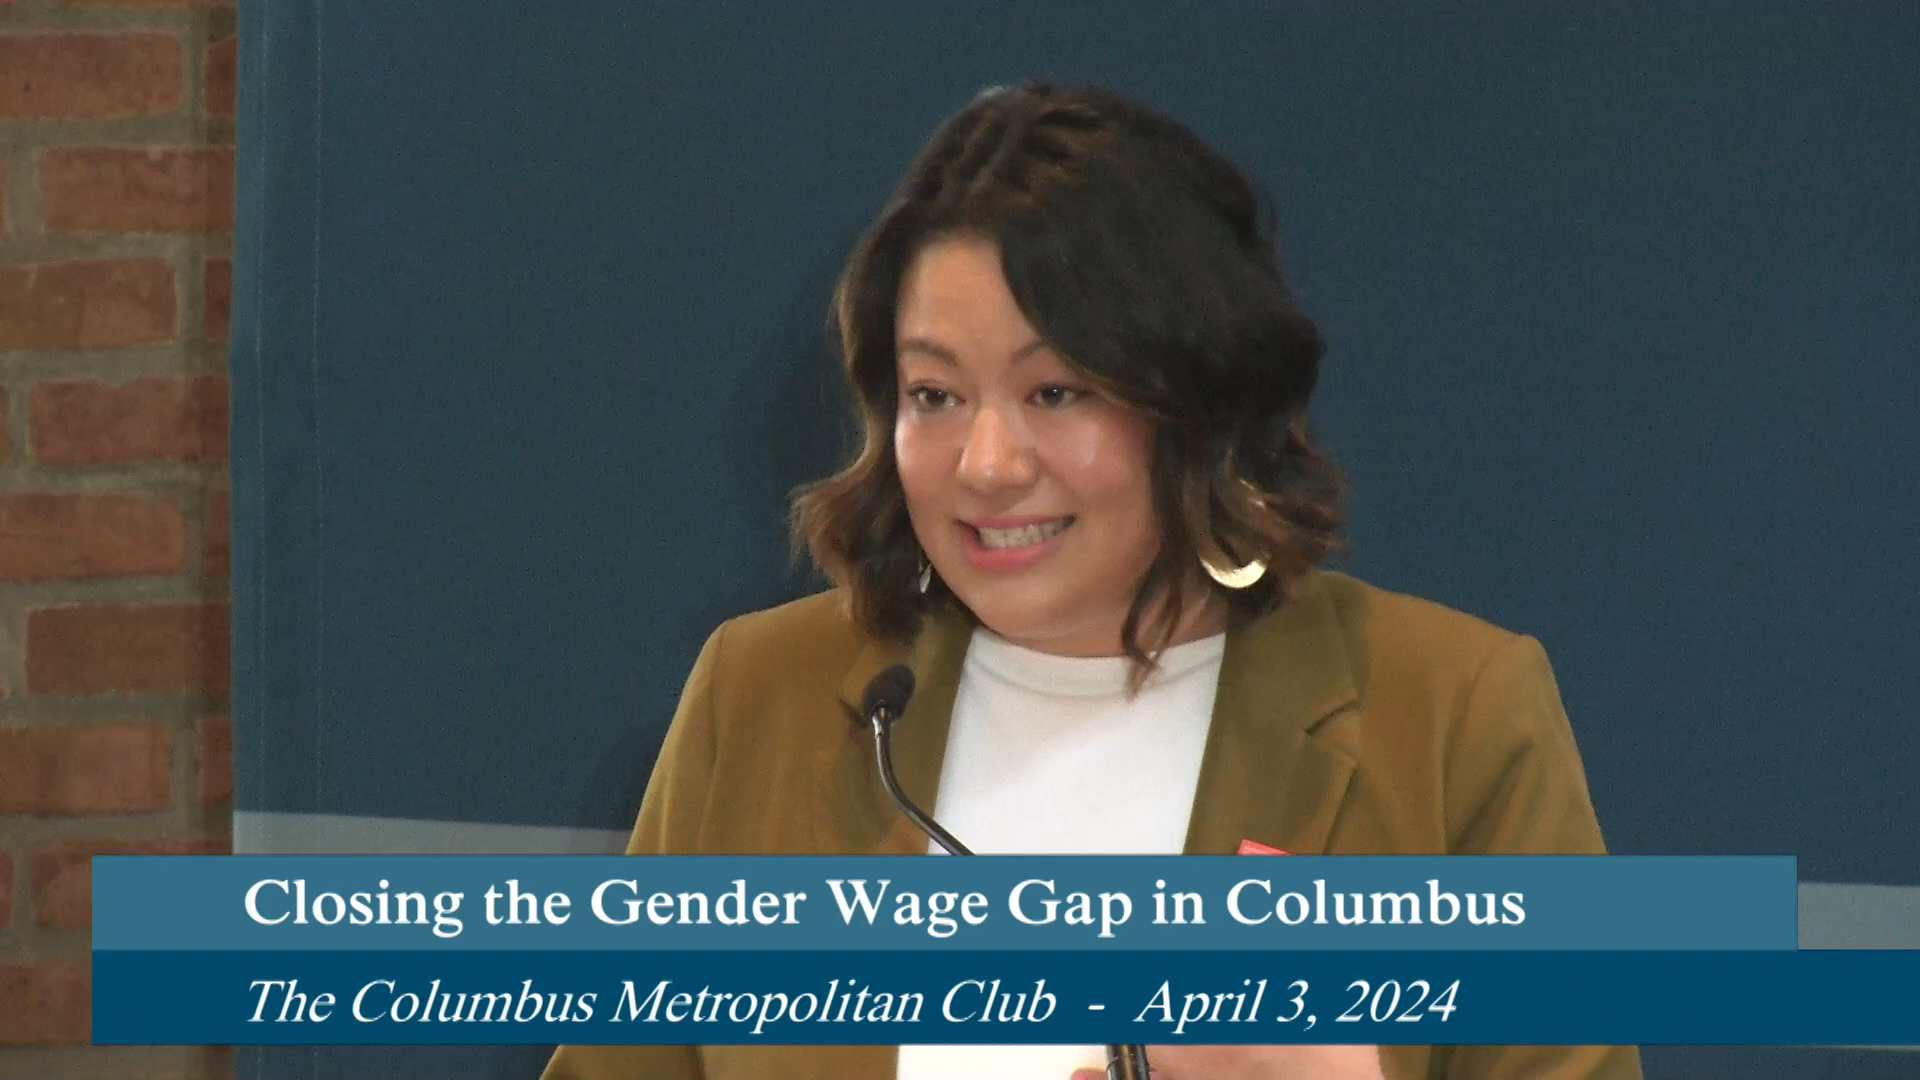 Closing the Gender Wage Gap in Columbus
The Columbus Metropolitan Club - April 3, 2024